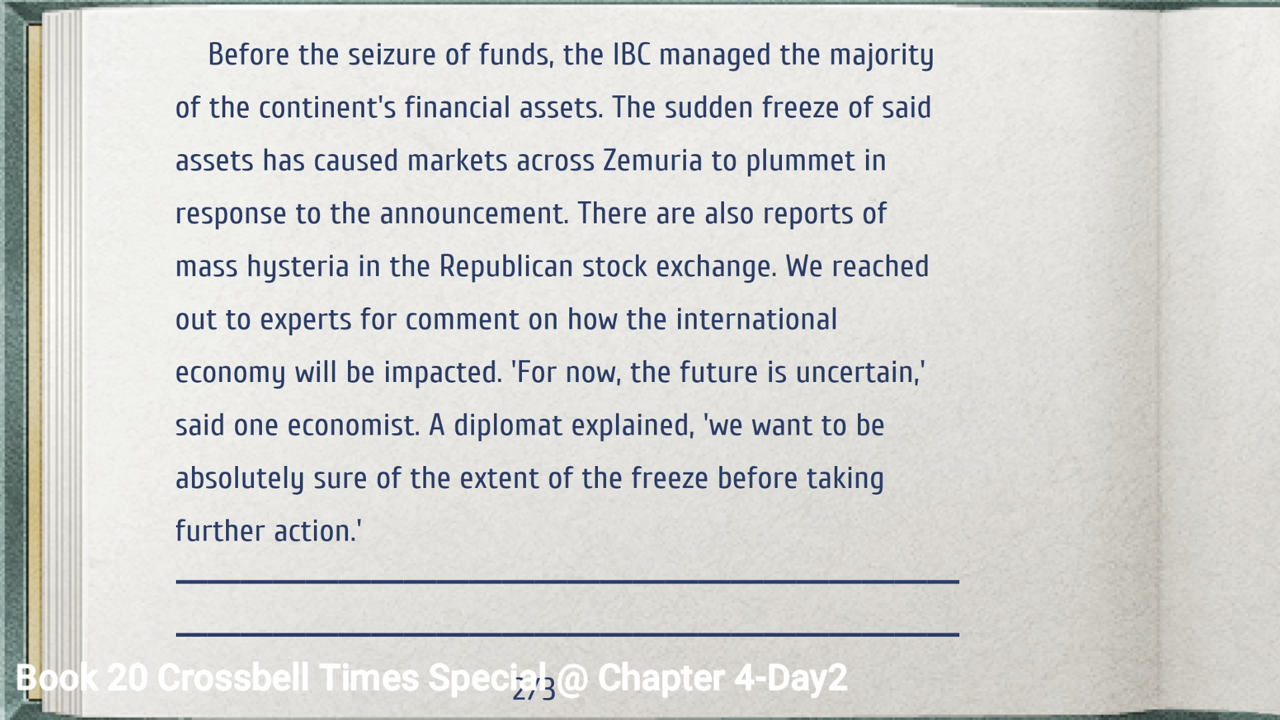 Before the seizure of funds, the IBC managed the majority
of the continent's financial assets. The sudden freeze of said
assets has caused markets across Zemuria to plummet in
response to the announcement. There are also reports of
mass hysteria in the Republican stock exchange. We reached
out to experts for comment on how the international
economy will be impacted. 'For now, the future is uncertain,'
said one economist. A diplomat explained, 'we want to be
absolutely sure of the extent of the freeze before taking
further action.'
Book 20 Crossbell Times Special @ Chapter 4-Day2
2/3